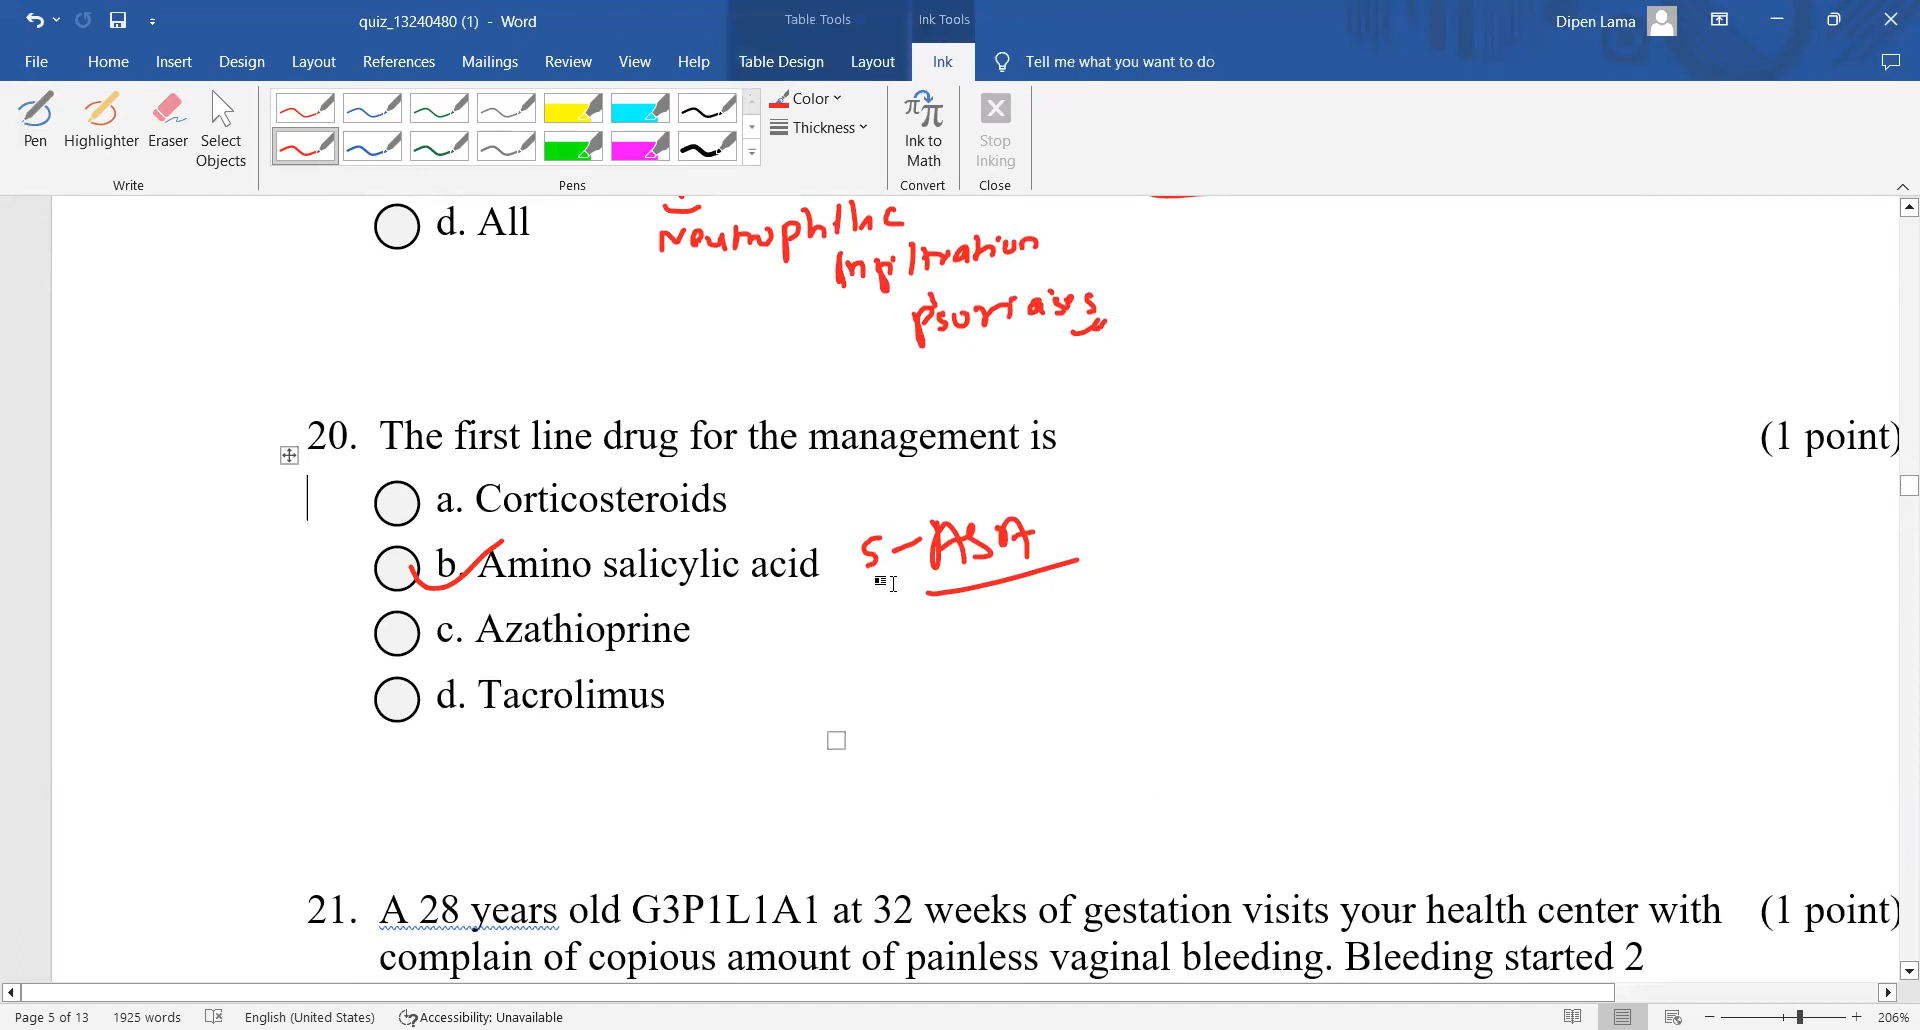 quiz_13240480 (1) - Word
Table Tools
Ink Tools
Dipen Lama
File
Home
Insert
Design
Layout
References
Mailings
Review
View
Help
Table Design
Layout
Ink
Tell me what you want to do
Pen
Highlighter
Eraser
Select
Objects
Color
Thickness
Ink to
Math
Stop
Inking
Write
Pens
Convert
Close
d. All
Infiltration
psoriasis
20. The first line drug for the management is (1 point)
a. Corticosteroids
b. Amino salicylic acid 5-ASA
c. Azathioprine
d. Tacrolimus
21. A 28 years old G3P1L1A1 at 32 weeks of gestation visits your health center with (1 point)
complain of copious amount of painless vaginal bleeding. Bleeding started 2
Page 5 of 13
1925 words
English (United States)
Accessibility: Unavailable
206%